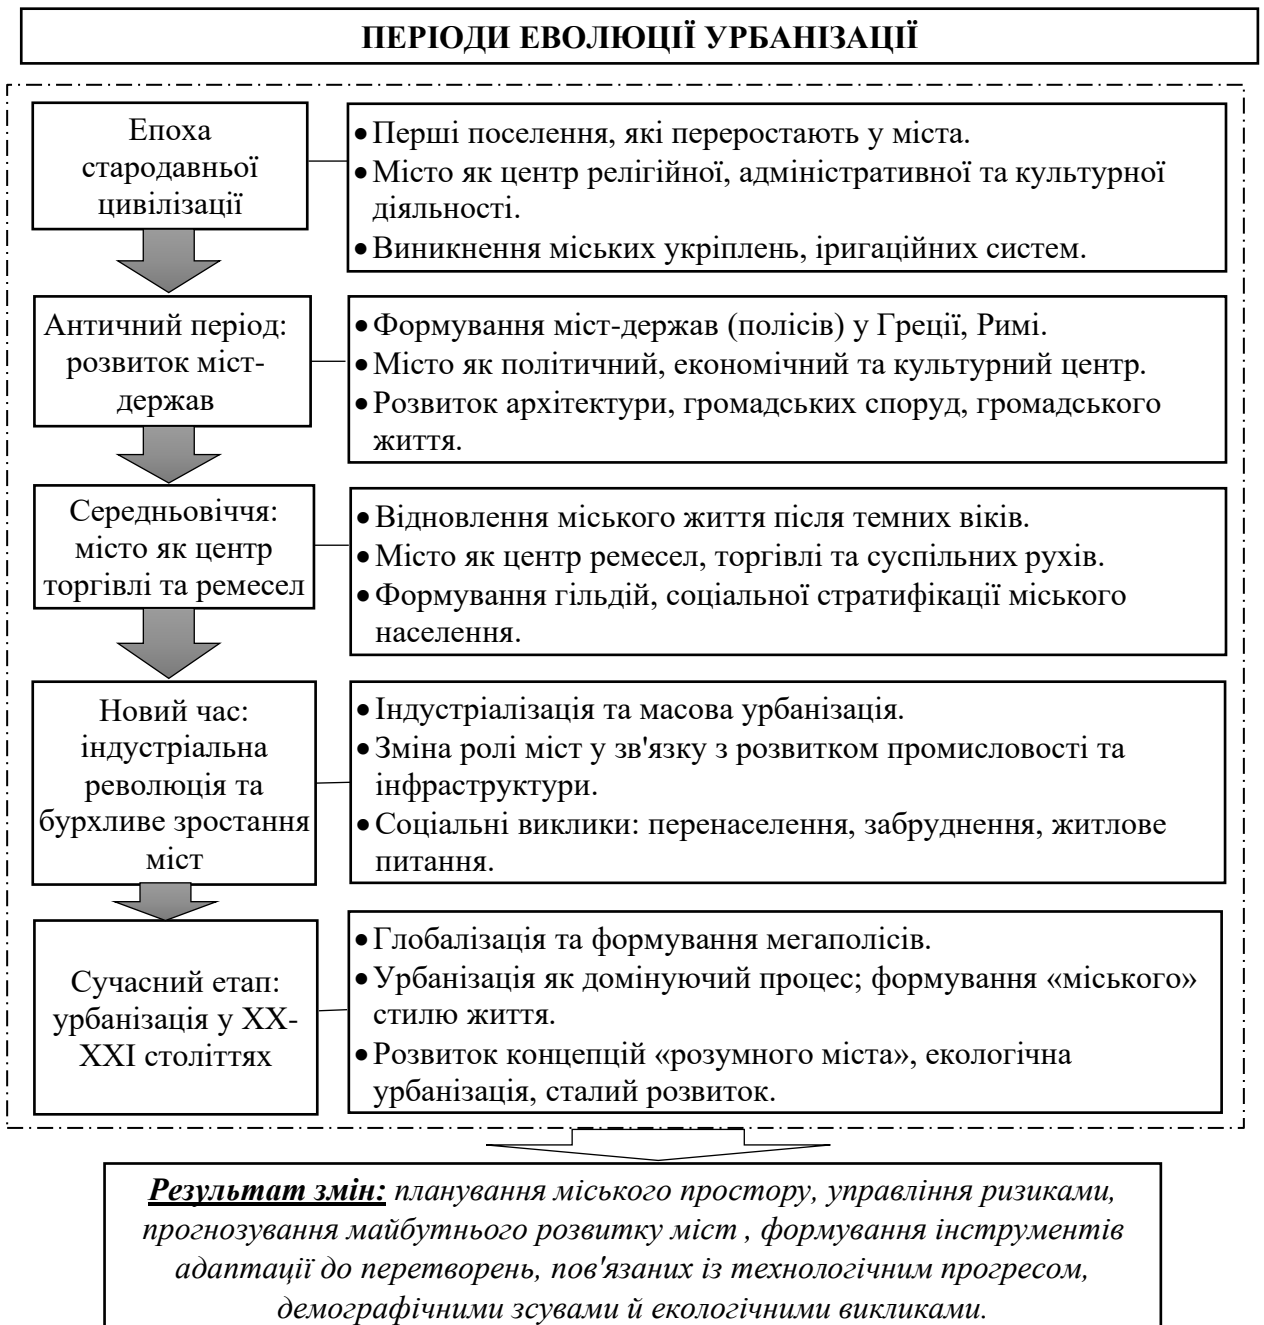 ПЕРІОДИ ЕВОЛЮЦІЇ УРБАНІЗАЦІЇ
Епоха
стародавньої
цивілізації
•Перші поселення, які переростають у міста.
•Місто як центр релігійної, адміністративної та культурної
діяльності.
•Виникнення міських укріплень, іригаційних систем.
Античний період:
розвиток міст-
держав
•Формування міст-держав (полісів) у Греції, Римі.
•Місто як політичний, економічний та культурний центр.
•Розвиток архітектури, громадських споруд, громадського
життя.
Середньовіччя:
місто як центр
торгівлі та ремесел
•Відновлення міського життя після темних віків.
•Місто як центр ремесел, торгівлі та суспільних рухів.
•Формування гільдій, соціальної стратифікації міського
населення.
Новий час:
індустріальна
революція та
бурхливе зростання
міст
•Індустріалізація та масова урбанізація.
•Зміна ролі міст у зв'язку з розвитком промисловості та
інфраструктури.
•Соціальні виклики: перенаселення, забруднення, житлове
питання.
Сучасний етап:
урбанізація у XX-
XXI століттях
•Глобалізація та формування мегаполісів.
•Урбанізація як домінуючий процес; формування «міського»
стилю життя.
•Розвиток концепцій «розумного міста», екологічна
урбанізація, сталий розвиток.
Результат змін: планування міського простору, управління ризиками,
прогнозування майбутнього розвитку міст , формування інструментів
адаптації до перетворень, пов'язаних із технологічним прогресом,
демографічними зсувами й екологічними викликами.